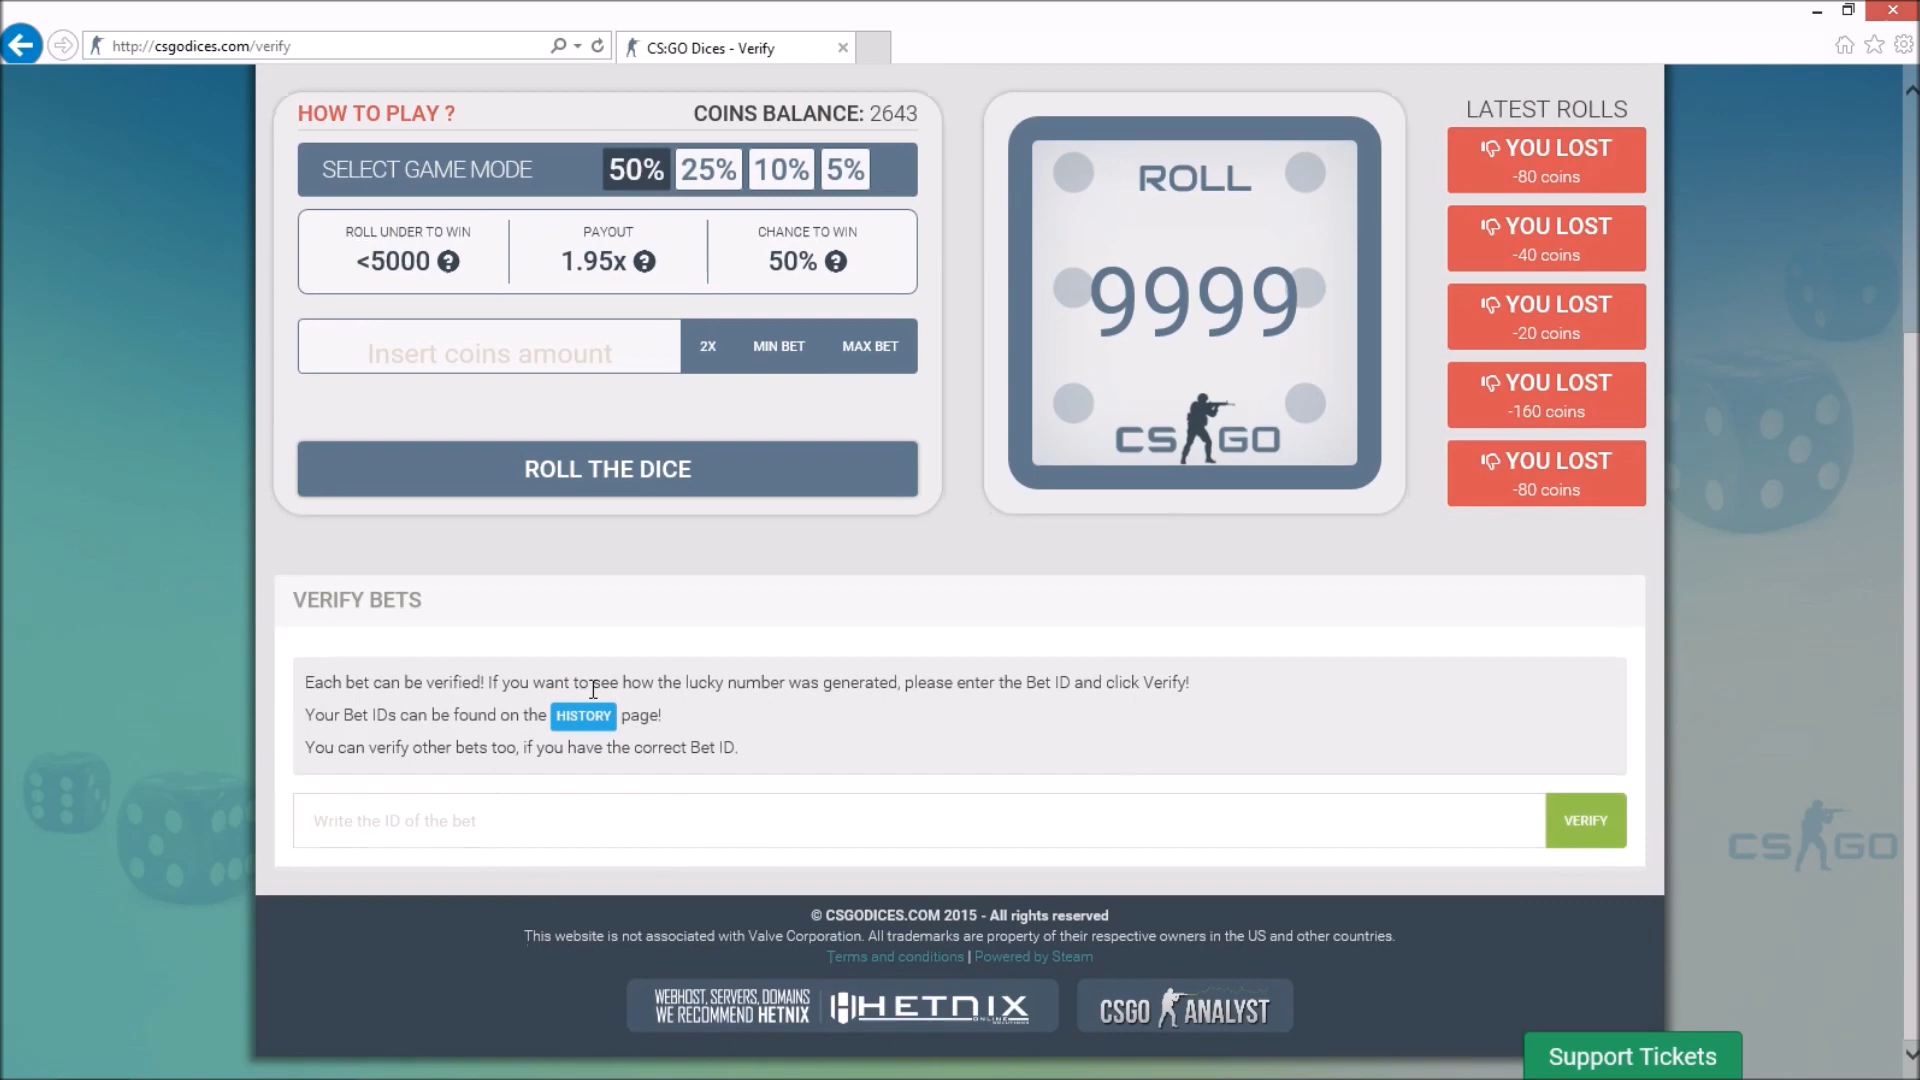 http://csgodices.com/verify
CS:GO Dices - Verify
HOW TO PLAY ?
COINS BALANCE: 2643
SELECT GAME MODE 50% 25% 10% 5%
ROLL UNDER TO WIN
<5000 ?
PAYOUT
1.95x ?
CHANCE TO WIN
50% ?
Insert coins amount
2X MIN BET MAX BET
ROLL THE DICE
ROLL
9999
CS GO
LATEST ROLLS
YOU LOST
-80 coins
YOU LOST
-40 coins
YOU LOST
-20 coins
YOU LOST
-160 coins
YOU LOST
-80 coins
VERIFY BETS
Each bet can be verified! If you want to see how the lucky number was generated, please enter the Bet ID and click Verify!
Your Bet IDs can be found on the HISTORY page!
You can verify other bets too, if you have the correct Bet ID.
Write the ID of the bet
VERIFY
CS GO
© CSGODICES.COM 2015 - All rights reserved
This website is not associated with Valve Corporation. All trademarks are property of their respective owners in the US and other countries.
Terms and conditions | Powered by Steam
WEBHOST, SERVERS, DOMAINS
WE RECOMMEND HETNIX
HETNIX
ONLINE SOLUTIONS
CSGO ANALYST
Support Tickets